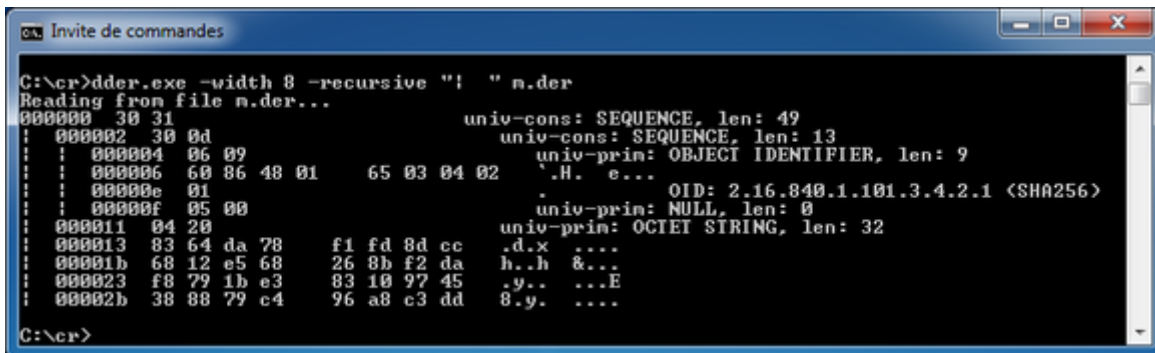 Invite de commandes
C:\cr>dder.exe -width 8 -recursive "¦  " m.der
Reading from file m.der...
000000  30 31                                univ-cons: SEQUENCE, len: 49
¦  000002  30 0d                                univ-cons: SEQUENCE, len: 13
¦  ¦  000004  06 09                                univ-prim: OBJECT IDENTIFIER, len: 9
¦  ¦  000006  60 86 48 01    65 03 04 02    `.H.  e...
¦  ¦  00000e  01                             .           OID: 2.16.840.1.101.3.4.2.1 (SHA256)
¦  ¦  00000f  05 00                                univ-prim: NULL, len: 0
¦  000011  04 20                                univ-prim: OCTET STRING, len: 32
¦  000013  83 64 da 78    f1 fd 8d cc    .d.x  ....
¦  00001b  68 12 e5 68    26 8b f2 da    h..h  &...
¦  000023  f8 79 1b e3    83 10 97 45    .y..  ...E
¦  00002b  38 88 79 c4    96 a8 c3 dd    8.y.  ....
C:\cr>